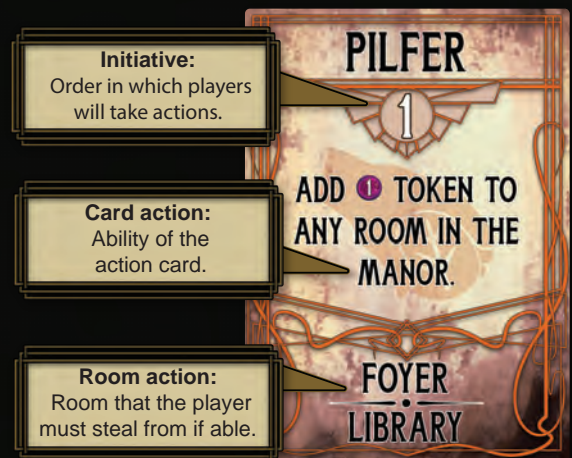 Initiative:
Order in which players
will take actions.
Card action:
Ability of the
action card.
Room action:
Room that the player
must steal from if able.
PILFER
1
ADD 1 TOKEN TO
ANY ROOM IN THE
MANOR.
FOYER
LIBRARY